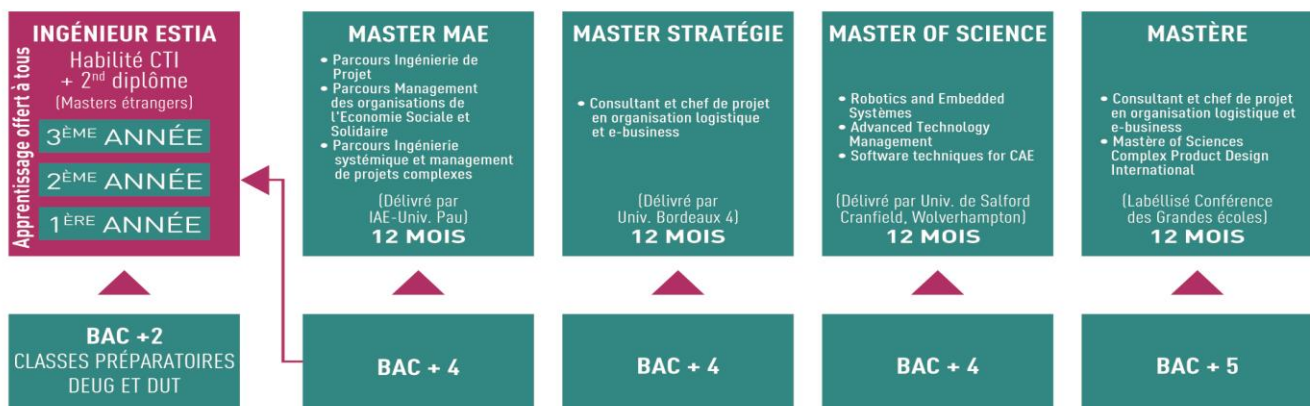 Apprentissage offert à tous
INGÉNIEUR ESTIA
Habilité CTI
+ 2nd diplôme
(Masters étrangers)
3ÈME ANNÉE
2ÈME ANNÉE
1ÈRE ANNÉE
BAC +2
CLASSES PRÉPARATOIRES
DEUG ET DUT
MASTER MAE
• Parcours Ingénierie de
Projet
• Parcours Management
des organisations de
l'Economie Sociale et
Solidaire
• Parcours Ingénierie
systémique et management
de projets complexes
(Délivré par
IAE-Univ. Pau)
12 MOIS
BAC + 4
MASTER STRATÉGIE
• Consultant et chef de projet
en organisation logistique
et e-business
(Délivré par
Univ. Bordeaux 4)
12 MOIS
BAC + 4
MASTER OF SCIENCE
• Robotics and Embedded
Systèmes
• Advanced Technology
Management
• Software techniques for CAE
(Délivré par Univ. de Salford
Cranfield, Wolverhampton)
12 MOIS
BAC + 4
MASTÈRE
• Consultant et chef de projet
en organisation logistique et
e-business
• Mastère of Sciences
Complex Product Design
International
(Labéllisé Conférence
des Grandes écoles)
12 MOIS
BAC + 5